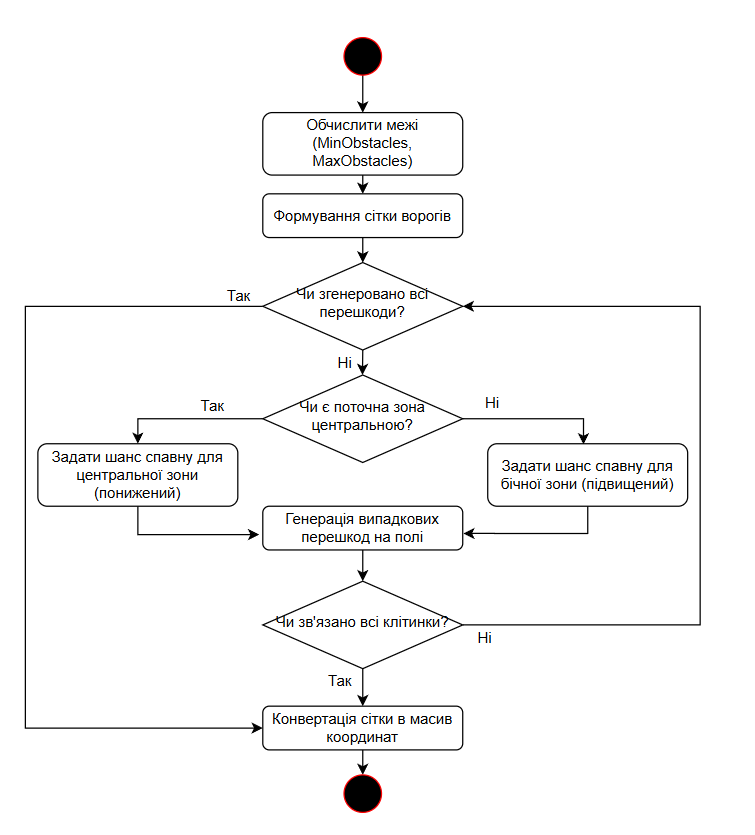 Обчислити межі
(MinObstacles,
MaxObstacles)
Формування сітки ворогів
Так
Чи згенеровано всі
перешкоди?
Ні
Чи є поточна зона
центральною?
Так
Ні
Задати шанс спавну для
центральної зони
(понижений)
Задати шанс спавну для
бічної зони (підвищений)
Генерація випадкових
перешкод на полі
Чи зв'язано всі клітинки?
Ні
Так
Конвертація сітки в масив
координат